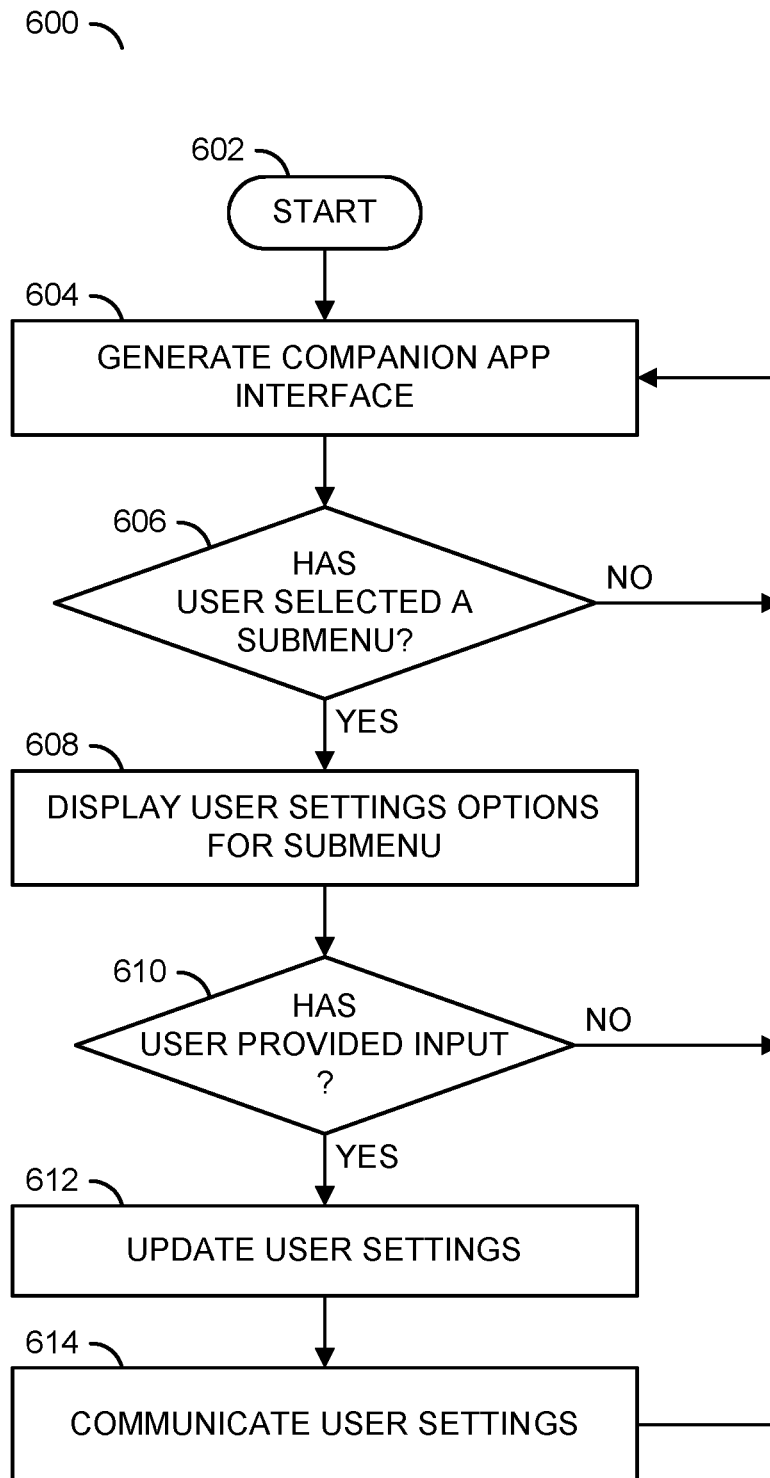 600
602
START
604
GENERATE COMPANION APP
INTERFACE
606
HAS
USER SELECTED A
SUBMENU?
NO
YES
608
DISPLAY USER SETTINGS OPTIONS
FOR SUBMENU
610
HAS
USER PROVIDED INPUT
?
NO
YES
612
UPDATE USER SETTINGS
614
COMMUNICATE USER SETTINGS